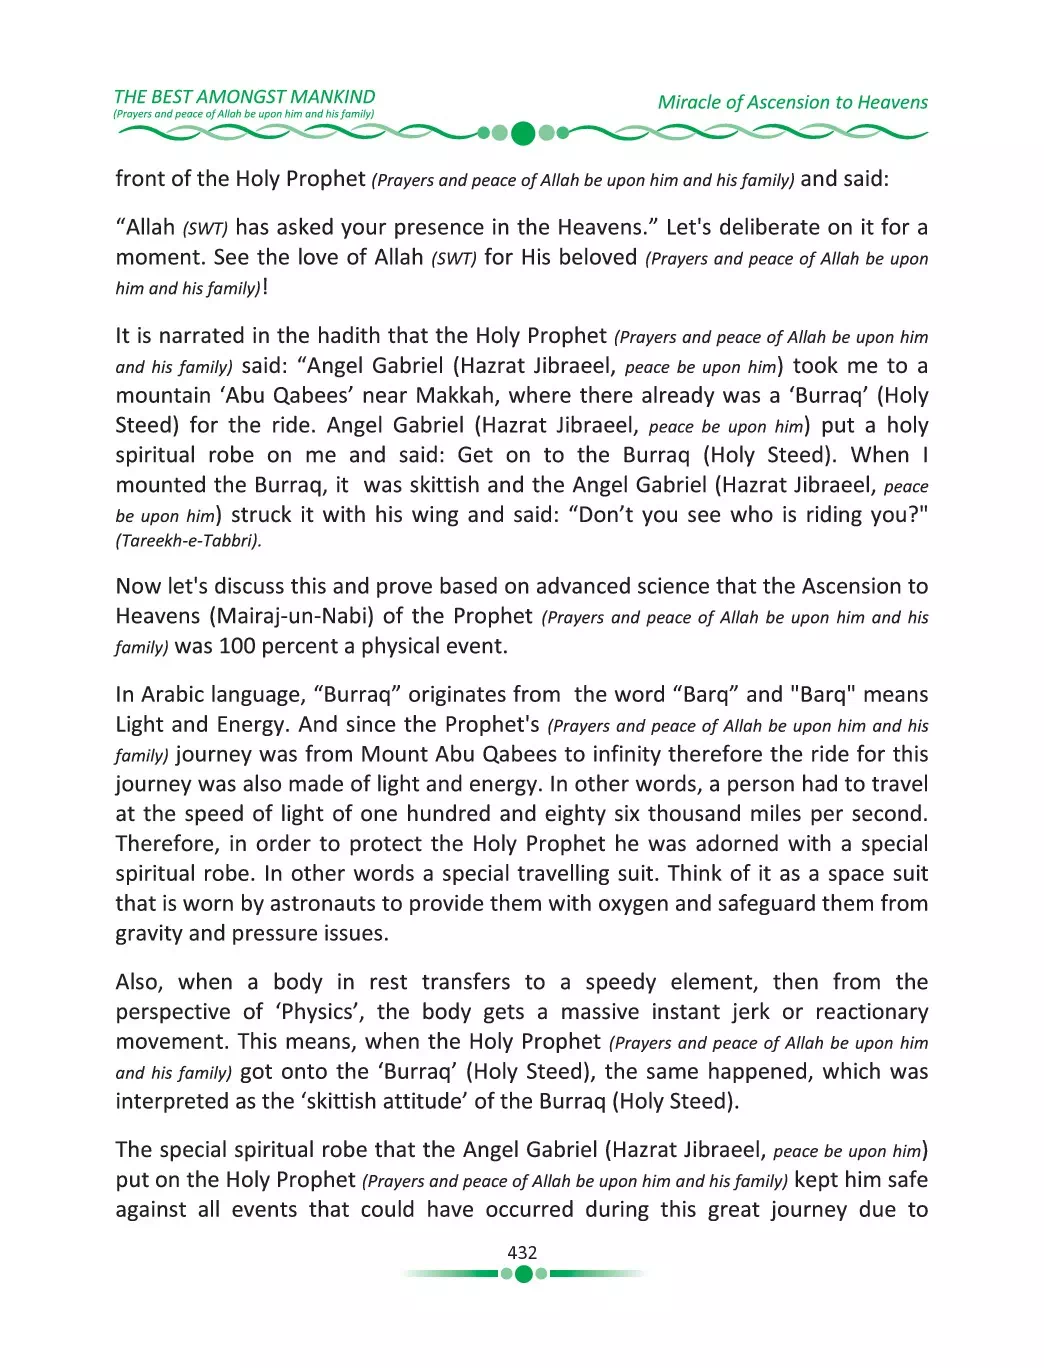 THE BEST AMONGST MANKIND
(Prayers and peace of Allah be upon him and his family)
Miracle of Ascension to Heavens
front of the Holy Prophet (Prayers and peace of Allah be upon him and his family) and said:
“Allah (SWT) has asked your presence in the Heavens.” Let's deliberate on it for a
moment. See the love of Allah (SWT) for His beloved (Prayers and peace of Allah be upon
him and his family)!
It is narrated in the hadith that the Holy Prophet (Prayers and peace of Allah be upon him
and his family) said: “Angel Gabriel (Hazrat Jibraeel, peace be upon him) took me to a
mountain ‘Abu Qabees’ near Makkah, where there already was a ‘Burraq’ (Holy
Steed) for the ride. Angel Gabriel (Hazrat Jibraeel, peace be upon him) put a holy
spiritual robe on me and said: Get on to the Burraq (Holy Steed). When I
mounted the Burraq, it  was skittish and the Angel Gabriel (Hazrat Jibraeel, peace
be upon him) struck it with his wing and said: “Don’t you see who is riding you?"
(Tareekh-e-Tabbri).
Now let's discuss this and prove based on advanced science that the Ascension to
Heavens (Mairaj-un-Nabi) of the Prophet (Prayers and peace of Allah be upon him and his
family) was 100 percent a physical event.
In Arabic language, “Burraq” originates from  the word “Barq” and "Barq" means
Light and Energy. And since the Prophet's (Prayers and peace of Allah be upon him and his
family) journey was from Mount Abu Qabees to infinity therefore the ride for this
journey was also made of light and energy. In other words, a person had to travel
at the speed of light of one hundred and eighty six thousand miles per second.
Therefore, in order to protect the Holy Prophet he was adorned with a special
spiritual robe. In other words a special travelling suit. Think of it as a space suit
that is worn by astronauts to provide them with oxygen and safeguard them from
gravity and pressure issues.
Also, when a body in rest transfers to a speedy element, then from the
perspective of ‘Physics’, the body gets a massive instant jerk or reactionary
movement. This means, when the Holy Prophet (Prayers and peace of Allah be upon him
and his family) got onto the ‘Burraq’ (Holy Steed), the same happened, which was
interpreted as the ‘skittish attitude’ of the Burraq (Holy Steed).
The special spiritual robe that the Angel Gabriel (Hazrat Jibraeel, peace be upon him)
put on the Holy Prophet (Prayers and peace of Allah be upon him and his family) kept him safe
against all events that could have occurred during this great journey due to
432